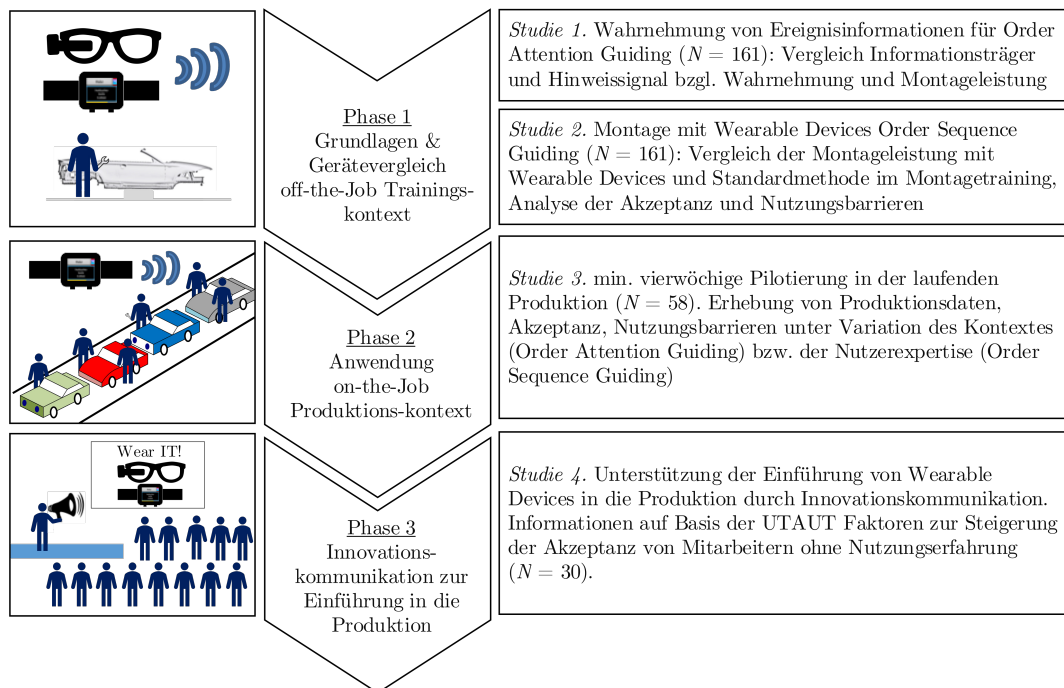 Phase 1
Grundlagen &
Gerätevergleich
off-the-Job Trainings-
kontext
Studie 1. Wahrnehmung von Ereignisinformationen für Order
Attention Guiding (N = 161): Vergleich Informationsträger
und Hinweissignal bzgl. Wahrnehmung und Montageleistung
Studie 2. Montage mit Wearable Devices Order Sequence
Guiding (N = 161): Vergleich der Montageleistung mit
Wearable Devices und Standardmethode im Montagetraining,
Analyse der Akzeptanz und Nutzungsbarrieren
Phase 2
Anwendung
on-the-Job
Produktions-kontext
Studie 3. min. vierwöchige Pilotierung in der laufenden
Produktion (N = 58). Erhebung von Produktionsdaten,
Akzeptanz, Nutzungsbarrieren unter Variation des Kontextes
(Order Attention Guiding) bzw. der Nutzerexpertise (Order
Sequence Guiding)
Wear IT!
Phase 3
Innovations-
kommunikation zur
Einführung in die
Produktion
Studie 4. Unterstützung der Einführung von Wearable
Devices in die Produktion durch Innovationskommunikation.
Informationen auf Basis der UTAUT Faktoren zur Steigerung
der Akzeptanz von Mitarbeitern ohne Nutzungserfahrung
(N = 30).